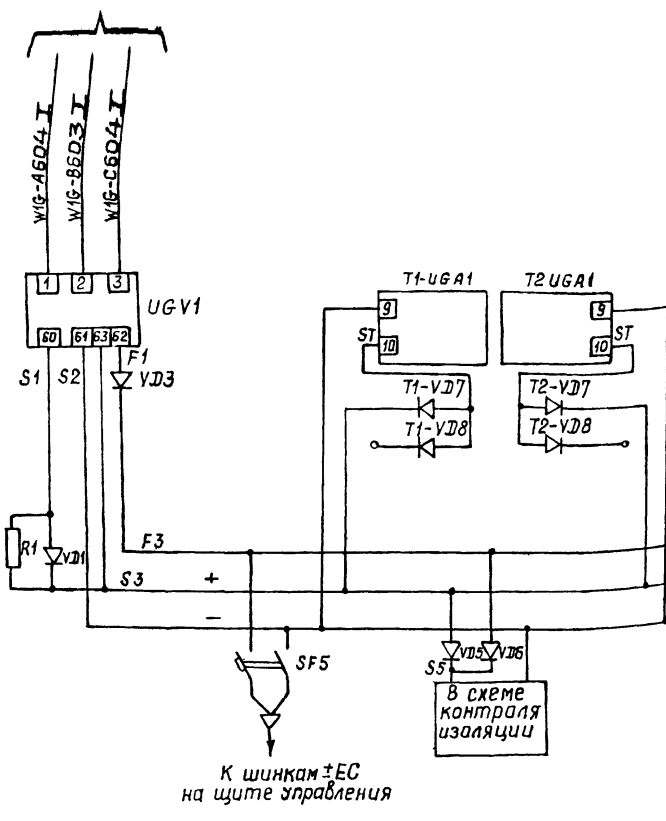 W1G-A604 I
W1G-B603 I
W1G-C604 I
1 2 3
UGV1
60 61 63 62
S1
S2
F1
VD3
T1-UGA1
T2 UGA1
9
9
ST
10
10
ST
T1-VD7
T2-VD7
T1-VD8
T2-VD8
R1
VD1
F3
S3
+
−
SF5
S5
VD5
VD6
В схеме
контраля
изоляции
К шинкам ±ЕС
на щите управления